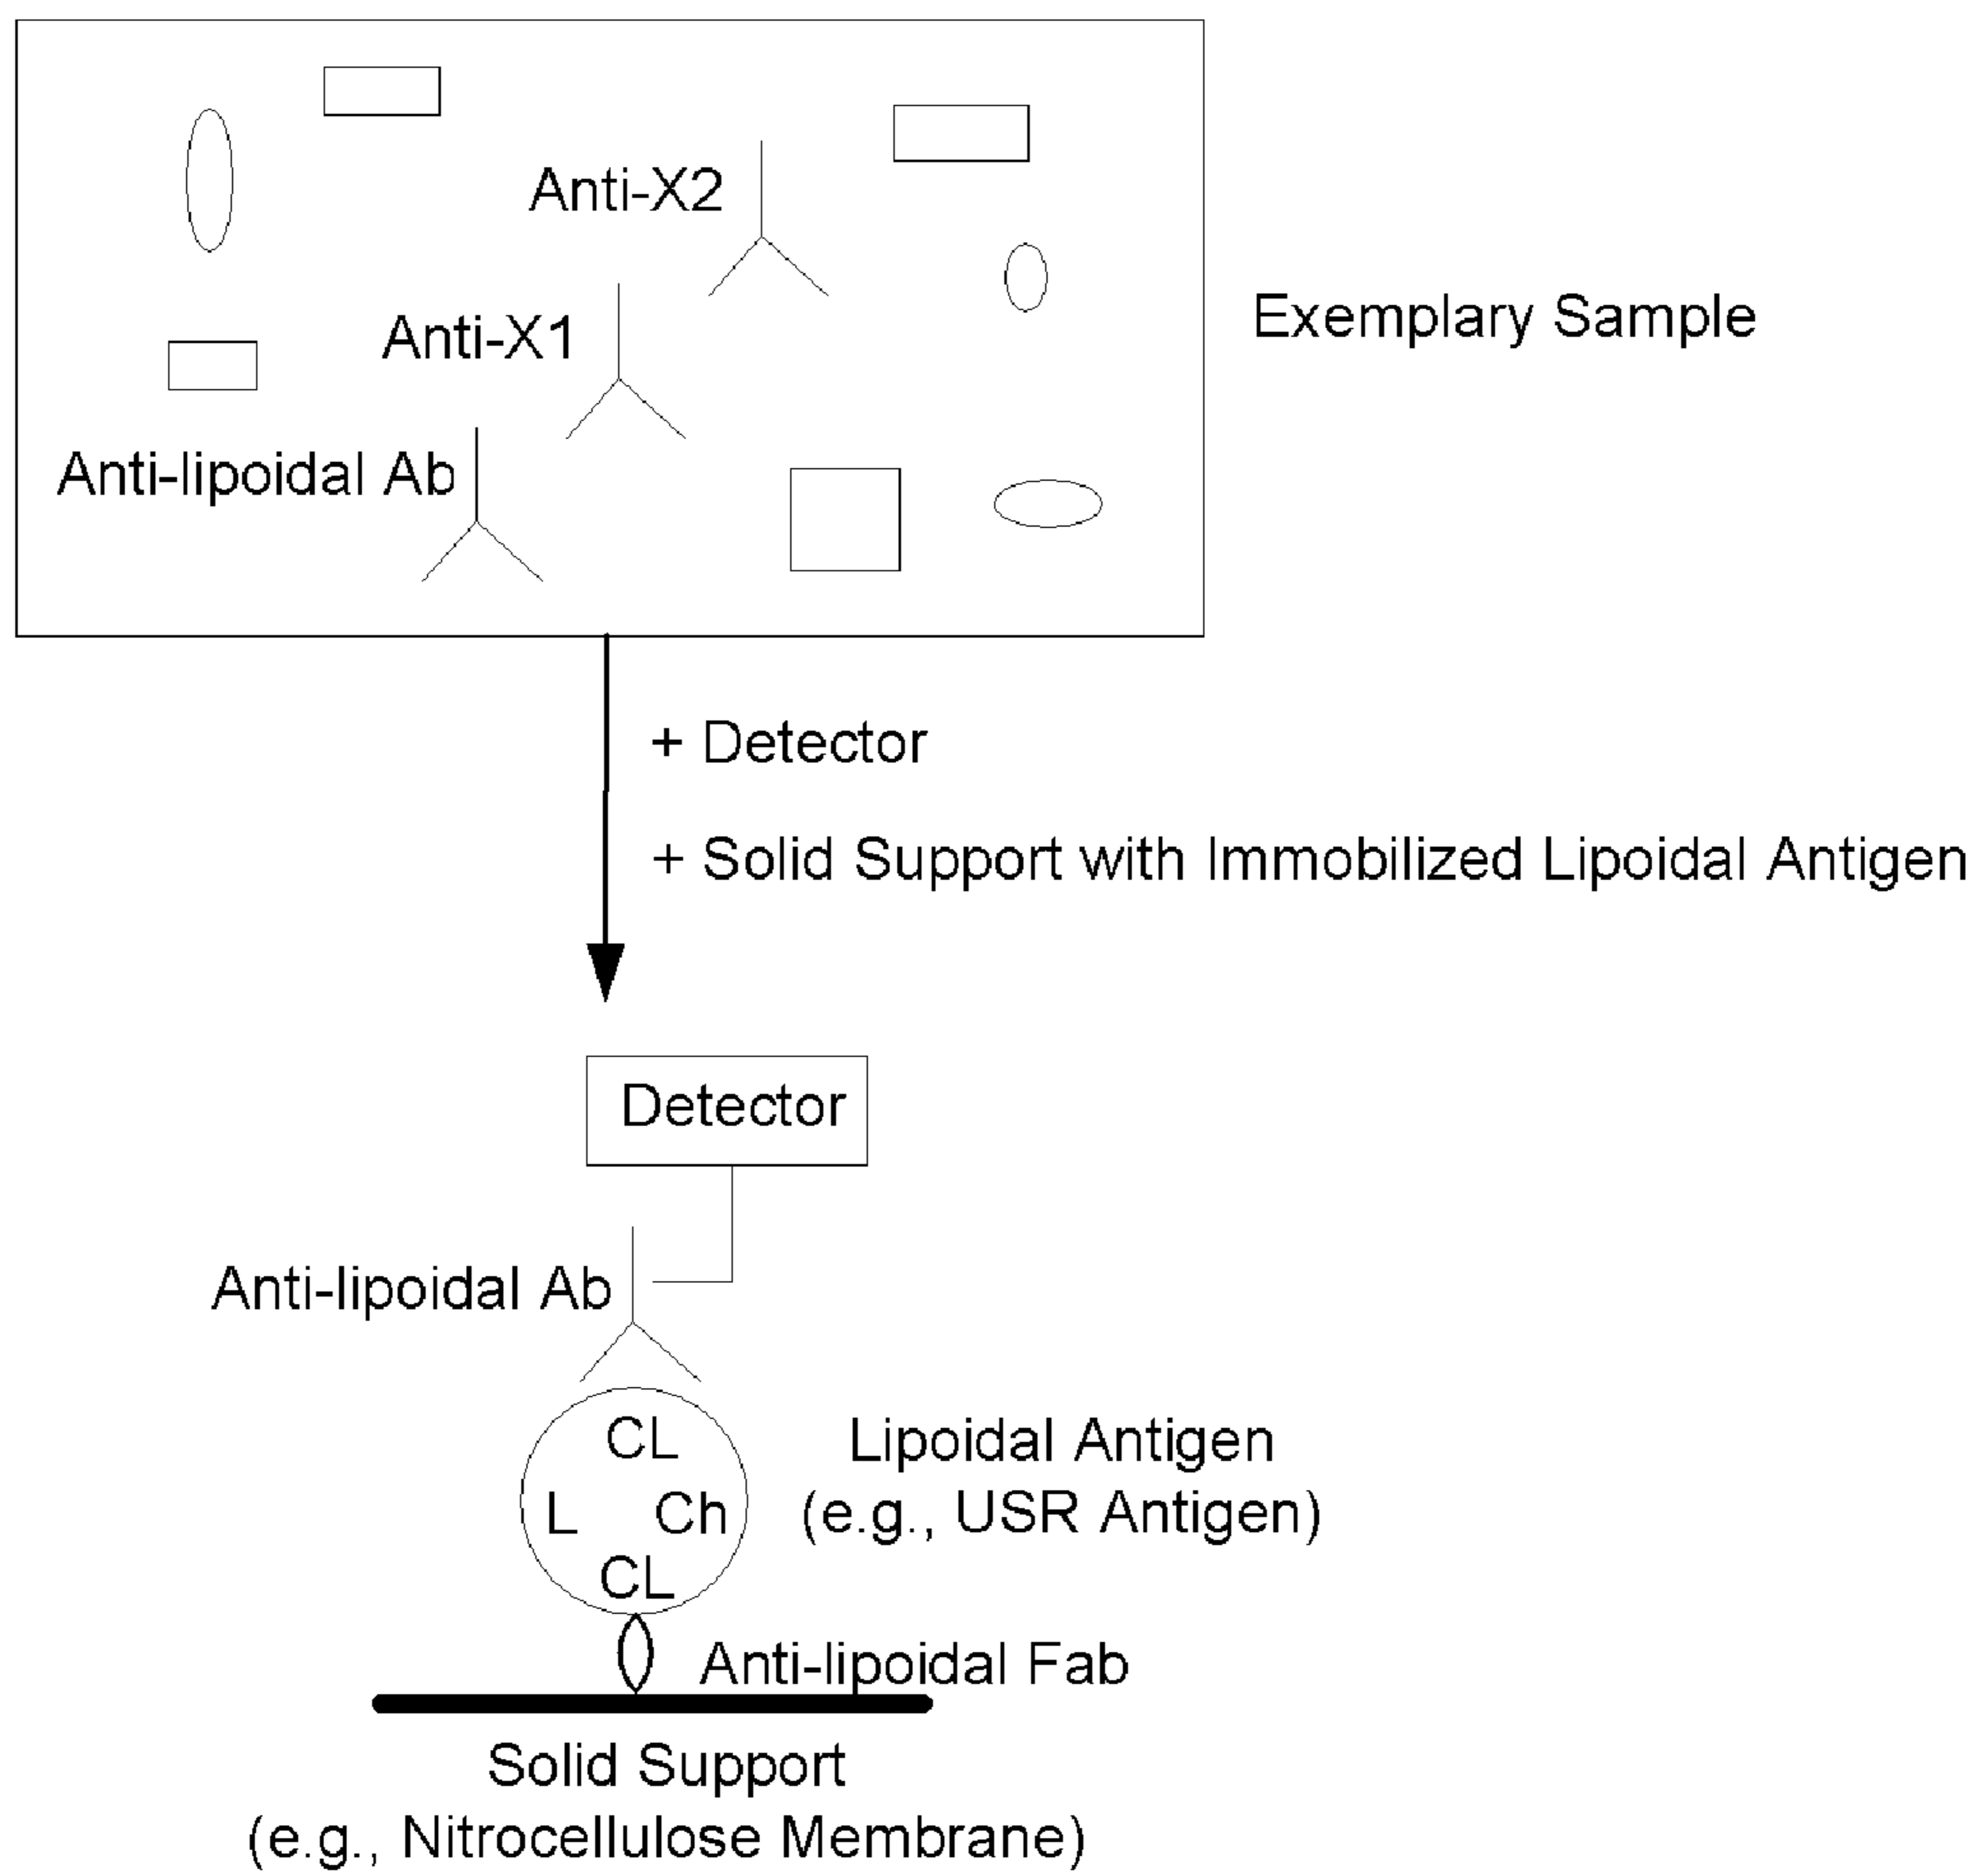 Anti-X2
Exemplary Sample
Anti-X1
Anti-lipoidal Ab
+ Detector
+ Solid Support with Immobilized Lipoidal Antigen
Detector
Anti-lipoidal Ab
CL
L Ch
CL
Lipoidal Antigen
(e.g., USR Antigen)
Anti-lipoidal Fab
Solid Support
(e.g., Nitrocellulose Membrane)